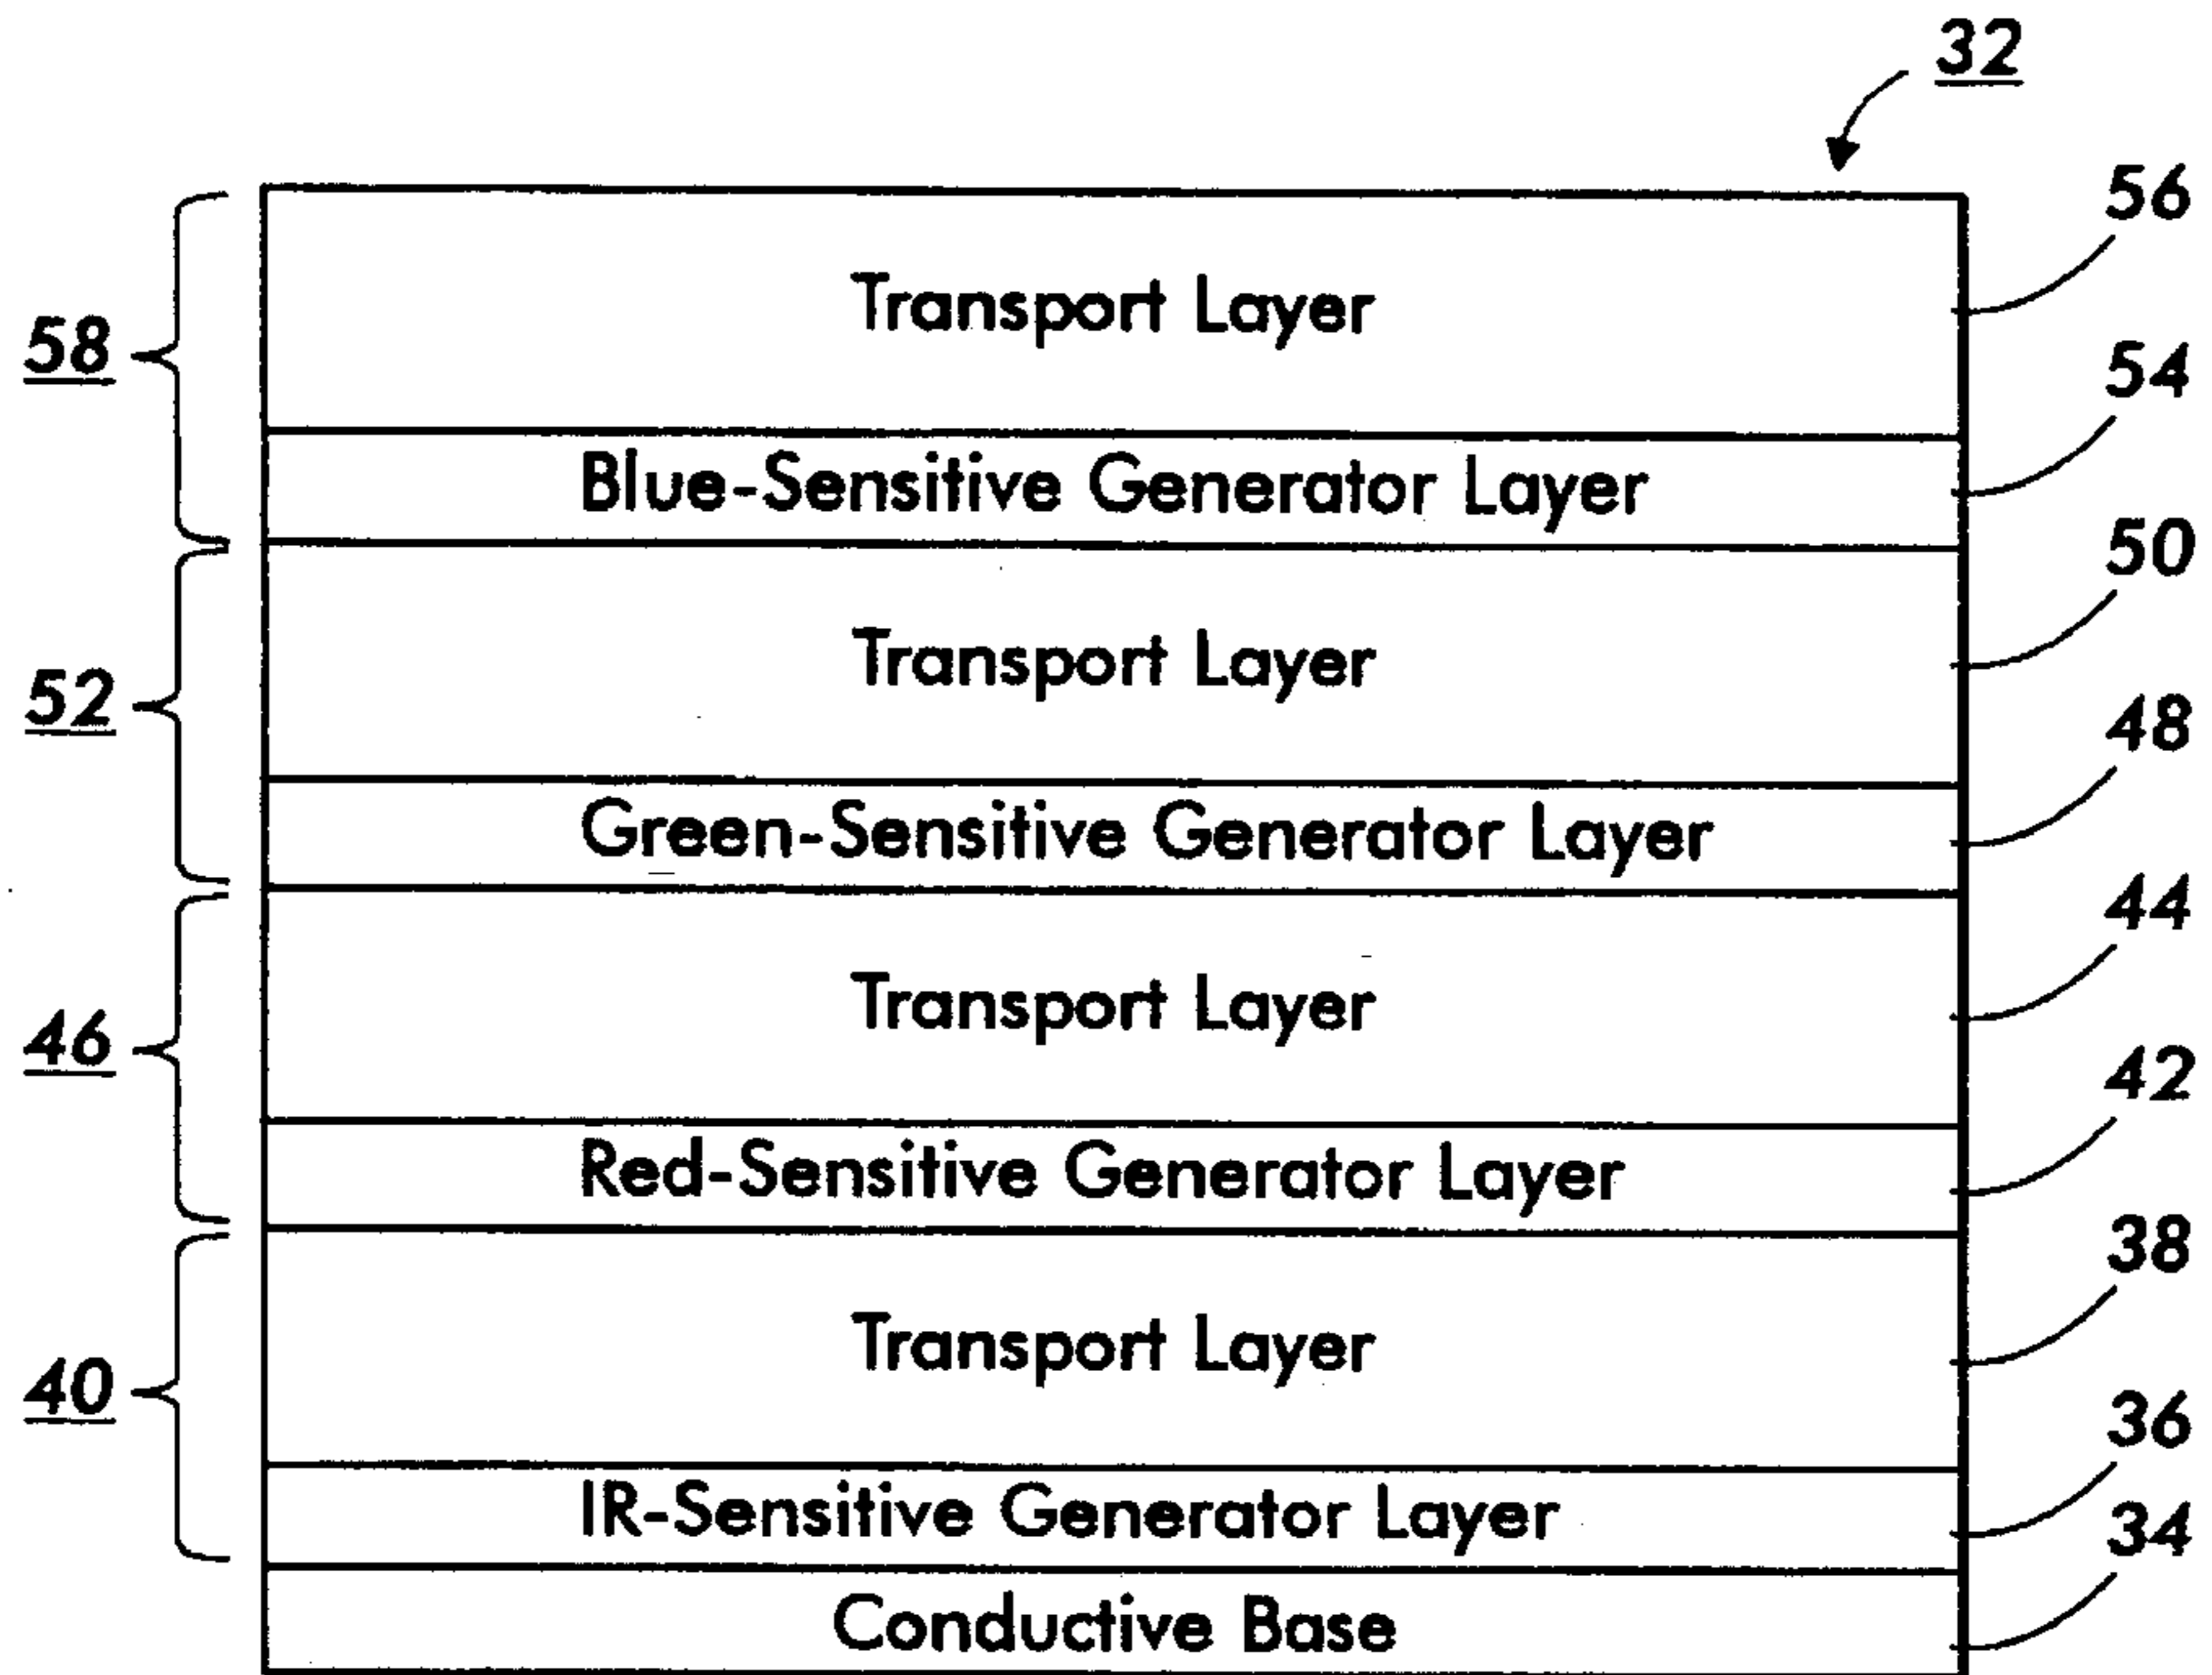 32
56
Transport Layer
58
54
Blue-Sensitive Generator Layer
50
Transport Layer
52
48
Green-Sensitive Generator Layer
44
Transport Layer
46
42
Red-Sensitive Generator Layer
38
Transport Layer
40
36
IR-Sensitive Generator Layer
34
Conductive Base